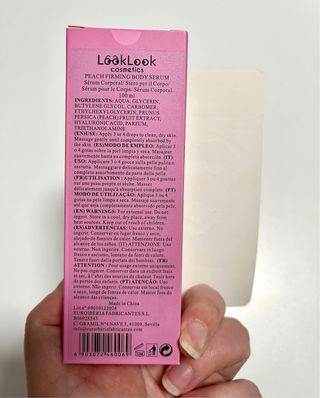 LookLook
cosmetics
PEACH FIRMING BODY SERUM
Sérum Corporal/ Siero per il Corpo/
Sérum pour le Corps/ Sérum Corporal
100 ml
INGREDIENTS: AQUA, GLYCERIN,
BUTYLENE GLYCOL, CARBOMER,
ETHYLHEXYLGLYCERIN, PRUNUS
PERSICA (PEACH) FRUIT EXTRACT,
HYALURONIC ACID, PARFUM,
TRIETHANOLAMINE
(EN)USE: Apply 3 or 4 drops to clean, dry skin.
Massage gently until completely absorbed by
the skin. (ES)MODO DE EMPLEO: Aplicar 3
o 4 gotas sobre la piel limpia y seca. Masajear
suavemente hasta su completa absorción. (IT)
USO: Applicare 3 o 4 gocce sulla pelle pulita e
asciutta. Massaggiare delicatamente fino al
completo assorbimento da parte della pelle.
(FR)UTILISATION : Appliquer 3 ou 4 gouttes
sur une peau propre et sèche. Masser
délicatement jusqu'à absorption complète. (PT)
MODO DE UTILIZAÇÃO: Aplicar 3 ou 4
gotas na pele limpa e seca. Massajar suavemente
até que seja completamente absorvido pela pele.
(EN) WARNINGS: For external use. Do not
ingest. Store in a cool, dry place, away from
heat sources. Keep out of reach of children.
(ES)ADVERTENCIAS: Uso externo. No
ingerir. Conservar en lugar fresco y seco,
alejado de fuentes de calor. Mantener fuera del
alcance de los niños. (IT) ATTENZIONE: Uso
esterno. Non ingerire. Conservare in luogo
fresco e asciutto, lontano da fonti di calore.
Tenere fuori dalla portata dei bambini. (FR)
ATTENTION : Pour usage externe uniquement.
Ne pas ingérer. Conserver dans un endroit frais
et sec, à l'abri des sources de chaleur. Tenir hors
de portée des enfants. (PT)ATENÇÃO: Uso
externo. Não ingerir. Conservar em local fresco
e seco, longe de fontes de calor. Manter fora do
alcance das crianças.
Made in China
EUROIBERIA FABRICANTES S.L
B06928543
C/ GRAMIL Nº4 NAVE 3, 41008, Sevilla
info@euroiberiafabricantes.com
6 903072 460069